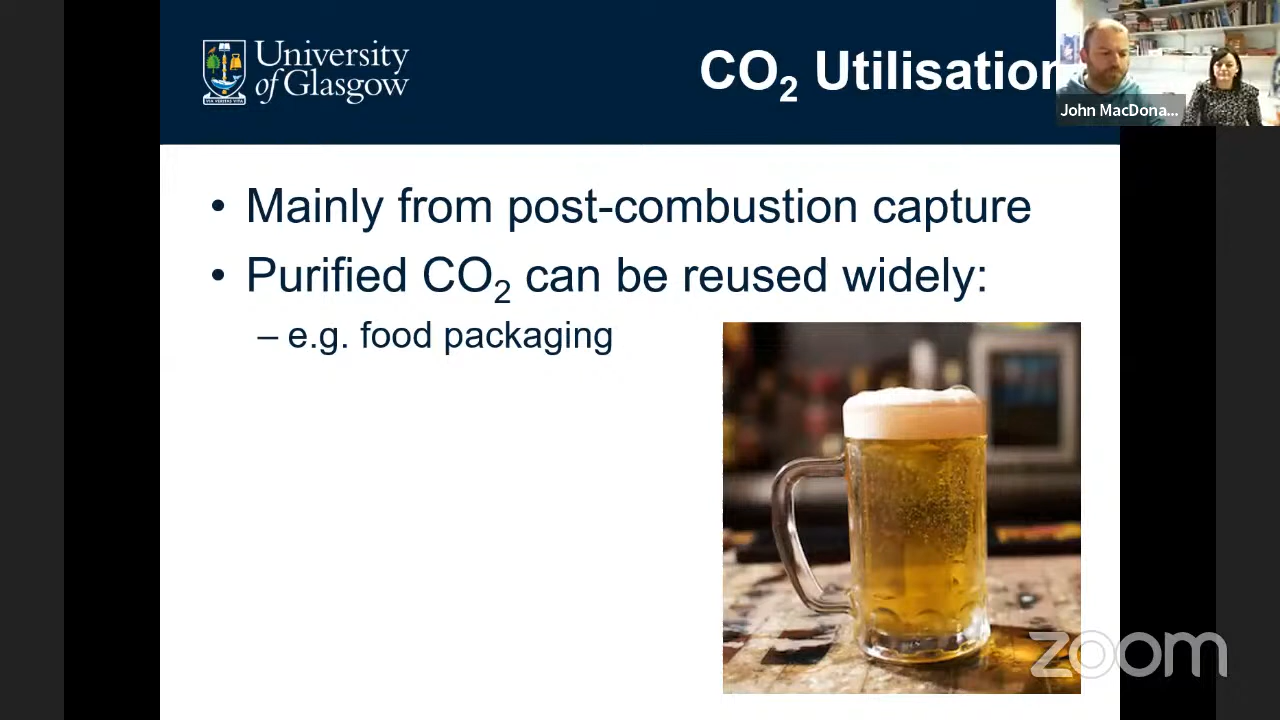 University
of Glasgow
CO2 Utilisation
John MacDona...
• Mainly from post-combustion capture
• Purified CO2 can be reused widely:
– e.g. food packaging
zoom